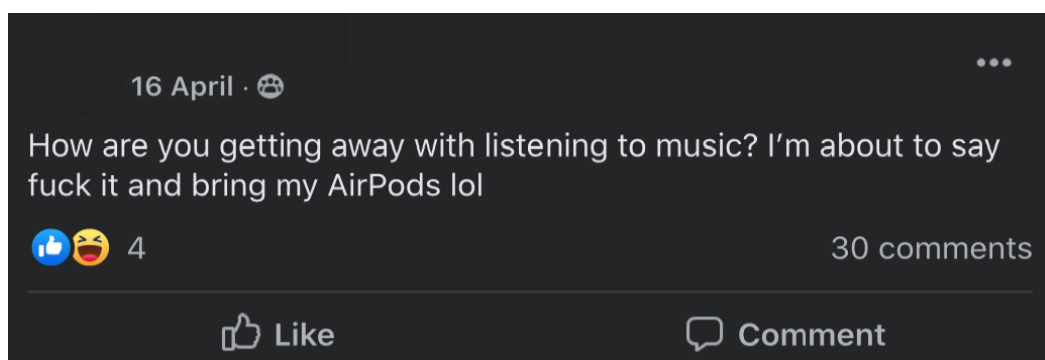 16 April ·
How are you getting away with listening to music? I'm about to say
fuck it and bring my AirPods lol
4
30 comments
Like
Comment